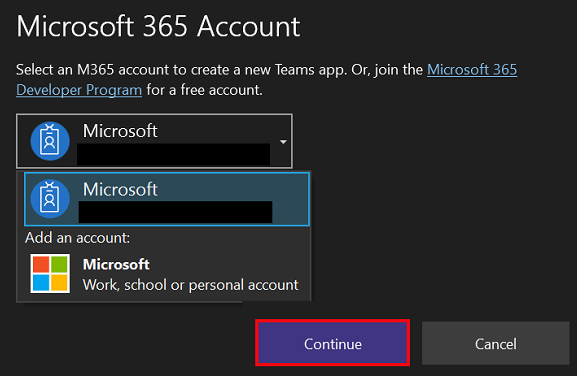 Microsoft 365 Account
Select an M365 account to create a new Teams app. Or, join the Microsoft 365
Developer Program for a free account.
Microsoft
Microsoft
Add an account:
Microsoft
Work, school or personal account
Continue
Cancel